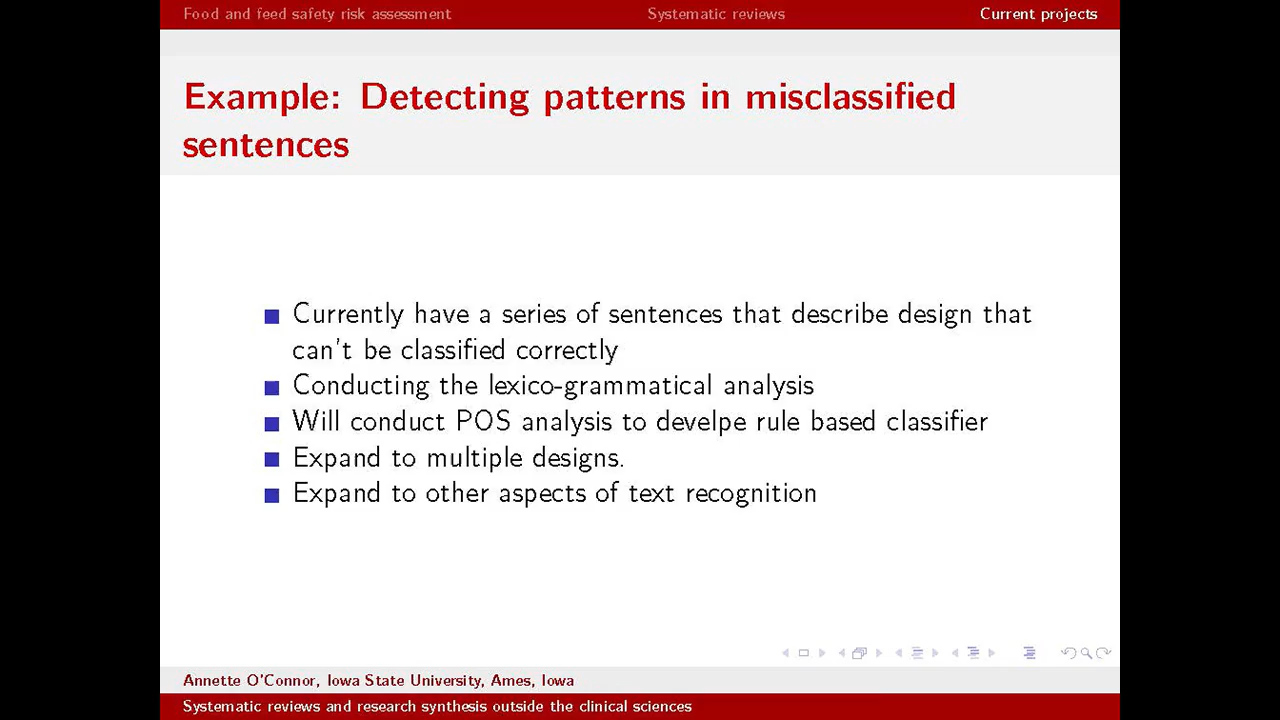 Food and feed safety risk assessment Systematic reviews Current projects
Example: Detecting patterns in misclassified
sentences
Currently have a series of sentences that describe design that
can't be classified correctly
Conducting the lexico-grammatical analysis
Will conduct POS analysis to develpe rule based classifier
Expand to multiple designs.
Expand to other aspects of text recognition
Annette O'Connor, Iowa State University, Ames, Iowa
Systematic reviews and research synthesis outside the clinical sciences